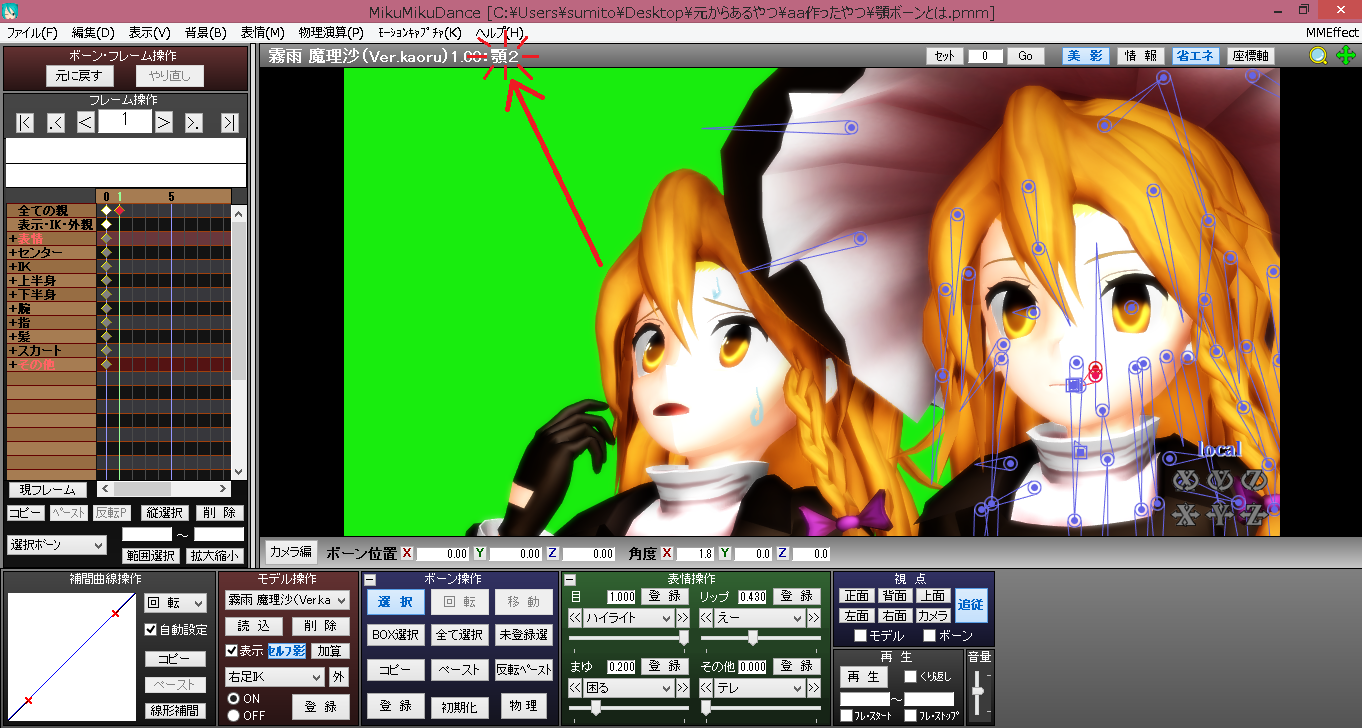 MikuMikuDance [C:¥Users¥sumito¥Desktop¥元からあるやつ¥aa作ったやつ¥顎ボーンとは.pmm]
ファイル(F) 編集(D) 表示(V) 背景(B) 表情(M) 物理演算(P) ﾓｰｼｮﾝｷｬﾌﾟﾁｬ(K) ヘルプ(H) MMEffect
ボーン・フレーム操作
元に戻す やり直し
フレーム操作
|< .< < 1 > >. >|
0 1 5
全ての親
表示・IK・外親
+表情
+センター
+IK
+上半身
+下半身
+腕
+指
+髪
+スカート
+その他
現フレーム < >
コピー ペースト 反転P 縦選択 削 除
選択ボーン ～
範囲選択 拡大縮小
霧雨 魔理沙(Ver.kaoru)1.00:顎2
セット 0 Go 美 影 情 報 省エネ 座標軸
local
X Y Z
X Y Z
カメラ編 ボーン位置 X 0.00 Y 0.00 Z 0.00 角度 X 1.8 Y 0.0 Z 0.0
補間曲線操作
回 転
自動設定
コピー
ペースト
線形補間
モデル操作
霧雨 魔理沙(Ver.ka
読 込 削 除
表示 セルフ影 加算
右足IK 外
ON
OFF
登 録
ボーン操作
選 択 回 転 移 動
BOX選択 全て選択 未登録選
コピー ペースト 反転ペースト
登 録 初期化 物 理
表情操作
目 1.000 登 録 リップ 0.430 登 録
<< ハイライト >> << えー >>
まゆ 0.200 登 録 その他 0.000 登 録
<< 困る >> << テレ >>
視 点
正面 背面 上面 追従
左面 右面 カメラ
モデル ボーン
再 生
再 生 くり返し
～
フレ・スタート フレ・ストップ
音量